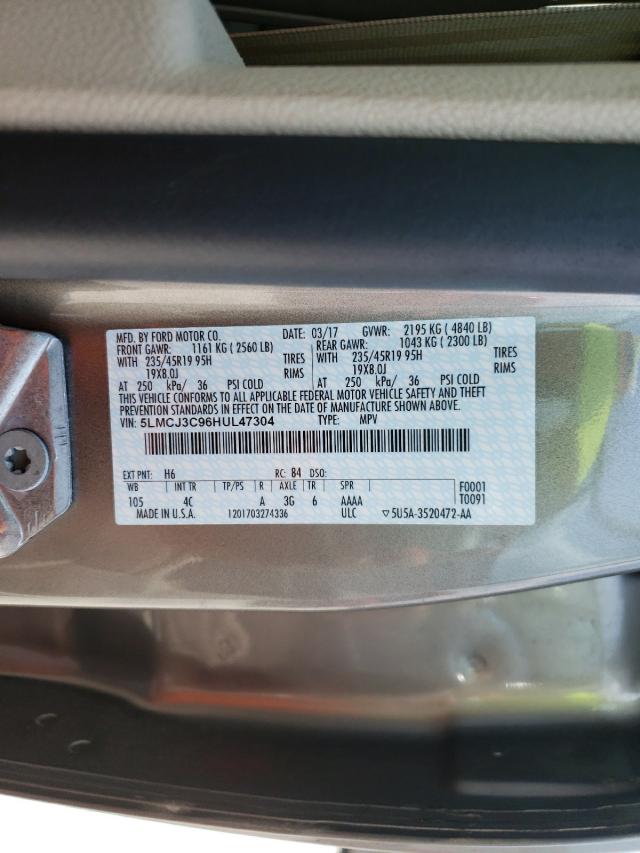 MFD. BY FORD MOTOR CO. DATE: 03/17 GVWR: 2195 KG ( 4840 LB)
FRONT GAWR: 1161 KG ( 2560 LB) REAR GAWR: 1043 KG ( 2300 LB)
WITH 235/45R19 95H TIRES WITH 235/45R19 95H TIRES
19X8.0J RIMS 19X8.0J RIMS
AT 250 kPa/ 36 PSI COLD AT 250 kPa/ 36 PSI COLD
THIS VEHICLE CONFORMS TO ALL APPLICABLE FEDERAL MOTOR VEHICLE SAFETY AND THEFT
PREVENTION STANDARDS IN EFFECT ON THE DATE OF MANUFACTURE SHOWN ABOVE.
VIN: 5LMCJ3C96HUL47304 TYPE: MPV
EXT PNT: H6 RC: 84 DSO:
WB INT TR TP/PS R AXLE TR SPR F0001
105 4C A 3G 6 AAAA T0091
MADE IN U.S.A. 1201703274336 ULC ▽5U5A-3520472-AA